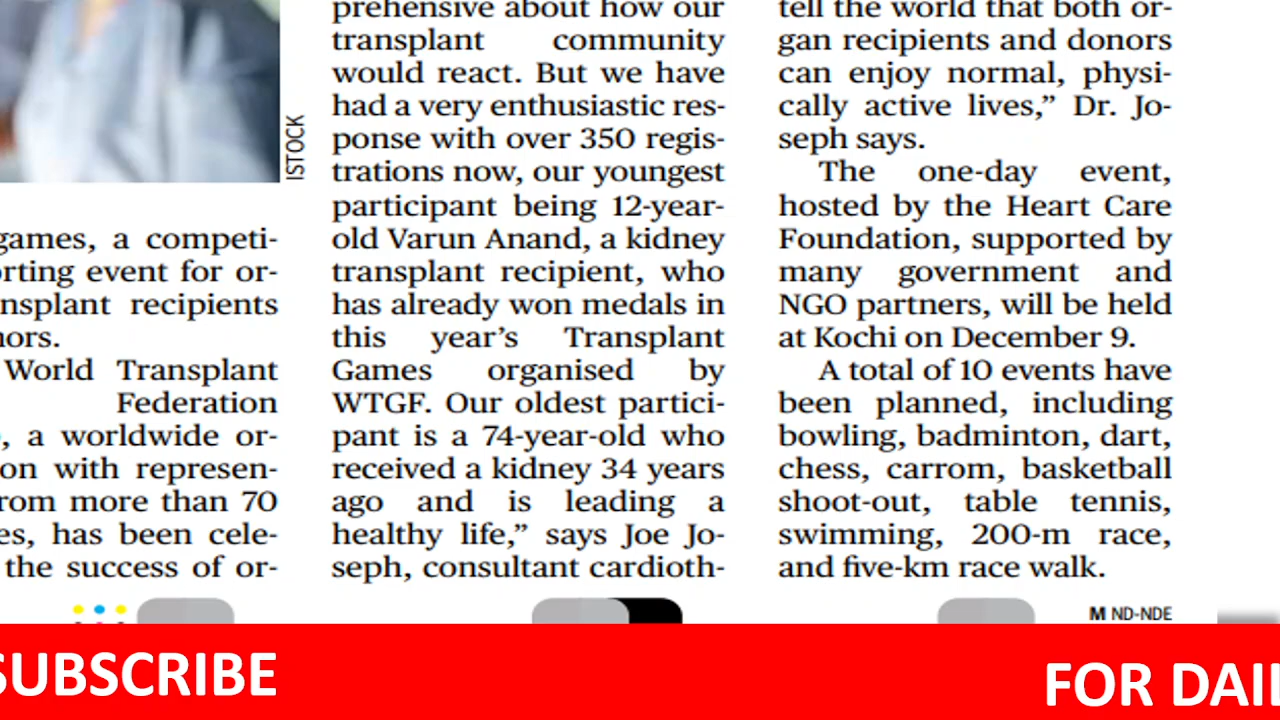 ISTOCK
games, a competi-
orting event for or-
nsplant recipients
nors.
World Transplant
Federation
, a worldwide or-
on with represen-
rom more than 70
es, has been cele-
the success of or-
prehensive about how our
transplant community
would react. But we have
had a very enthusiastic res-
ponse with over 350 regis-
trations now, our youngest
participant being 12-year-
old Varun Anand, a kidney
transplant recipient, who
has already won medals in
this year’s Transplant
Games organised by
WTGF. Our oldest partici-
pant is a 74-year-old who
received a kidney 34 years
ago and is leading a
healthy life,” says Joe Jo-
seph, consultant cardioth-
tell the world that both or-
gan recipients and donors
can enjoy normal, physi-
cally active lives,” Dr. Jo-
seph says.
The one-day event,
hosted by the Heart Care
Foundation, supported by
many government and
NGO partners, will be held
at Kochi on December 9.
A total of 10 events have
been planned, including
bowling, badminton, dart,
chess, carrom, basketball
shoot-out, table tennis,
swimming, 200-m race,
and five-km race walk.
M ND-NDE
SUBSCRIBE
FOR DAIL